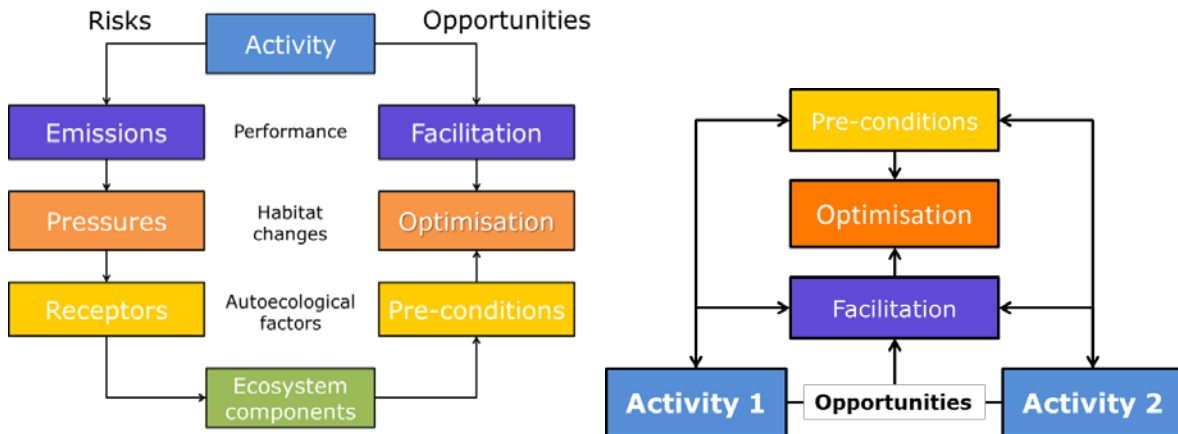 Risks
Opportunities
Activity
Emissions
Performance
Facilitation
Pressures
Habitat
changes
Optimisation
Receptors
Autoecological
factors
Pre-conditions
Ecosystem
components
Pre-conditions
Optimisation
Facilitation
Activity 1
Opportunities
Activity 2